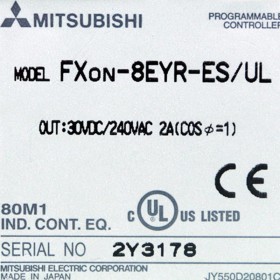 MITSUBISHI
PROGRAMMABLE
CONTROLLER
MODEL FX0N-8EYR-ES/UL
OUT:30VDC/240VAC 2A(COSφ=1)
CE
80M1
IND. CONT. EQ.
C UL US LISTED
SERIAL NO 2Y3178
MITSUBISHI ELECTRIC CORPORATION
MADE IN JAPAN
JY550D20801C